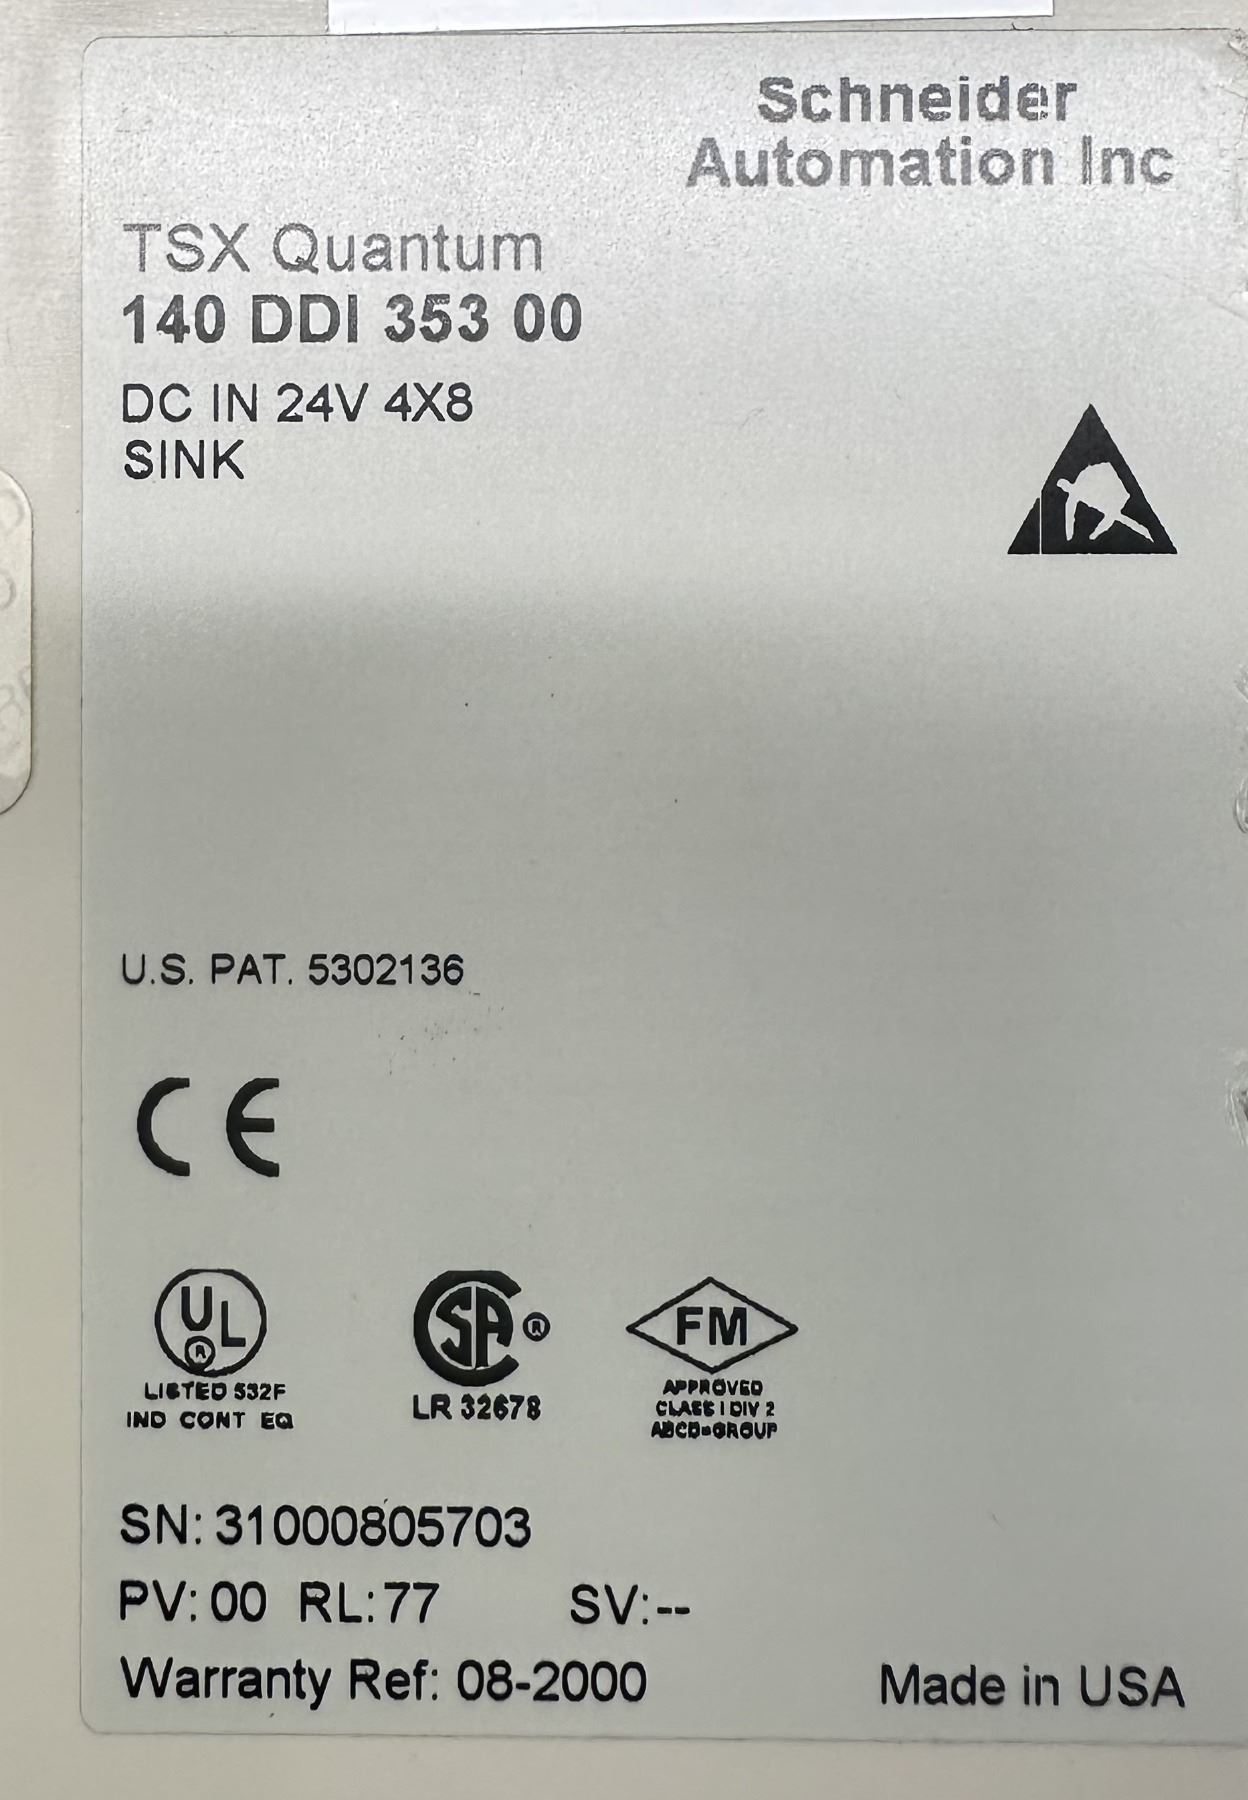 Schneider
Automation Inc
TSX Quantum
140 DDI 353 00
DC IN 24V 4X8
SINK
U.S. PAT. 5302136
CE
UL
®
LISTED 532F
IND CONT EQ
SA ®
LR 32678
FM
APPROVED
CLASS I DIV 2
ABCD-GROUP
SN: 31000805703
PV: 00 RL: 77 SV:--
Warranty Ref: 08-2000
Made in USA